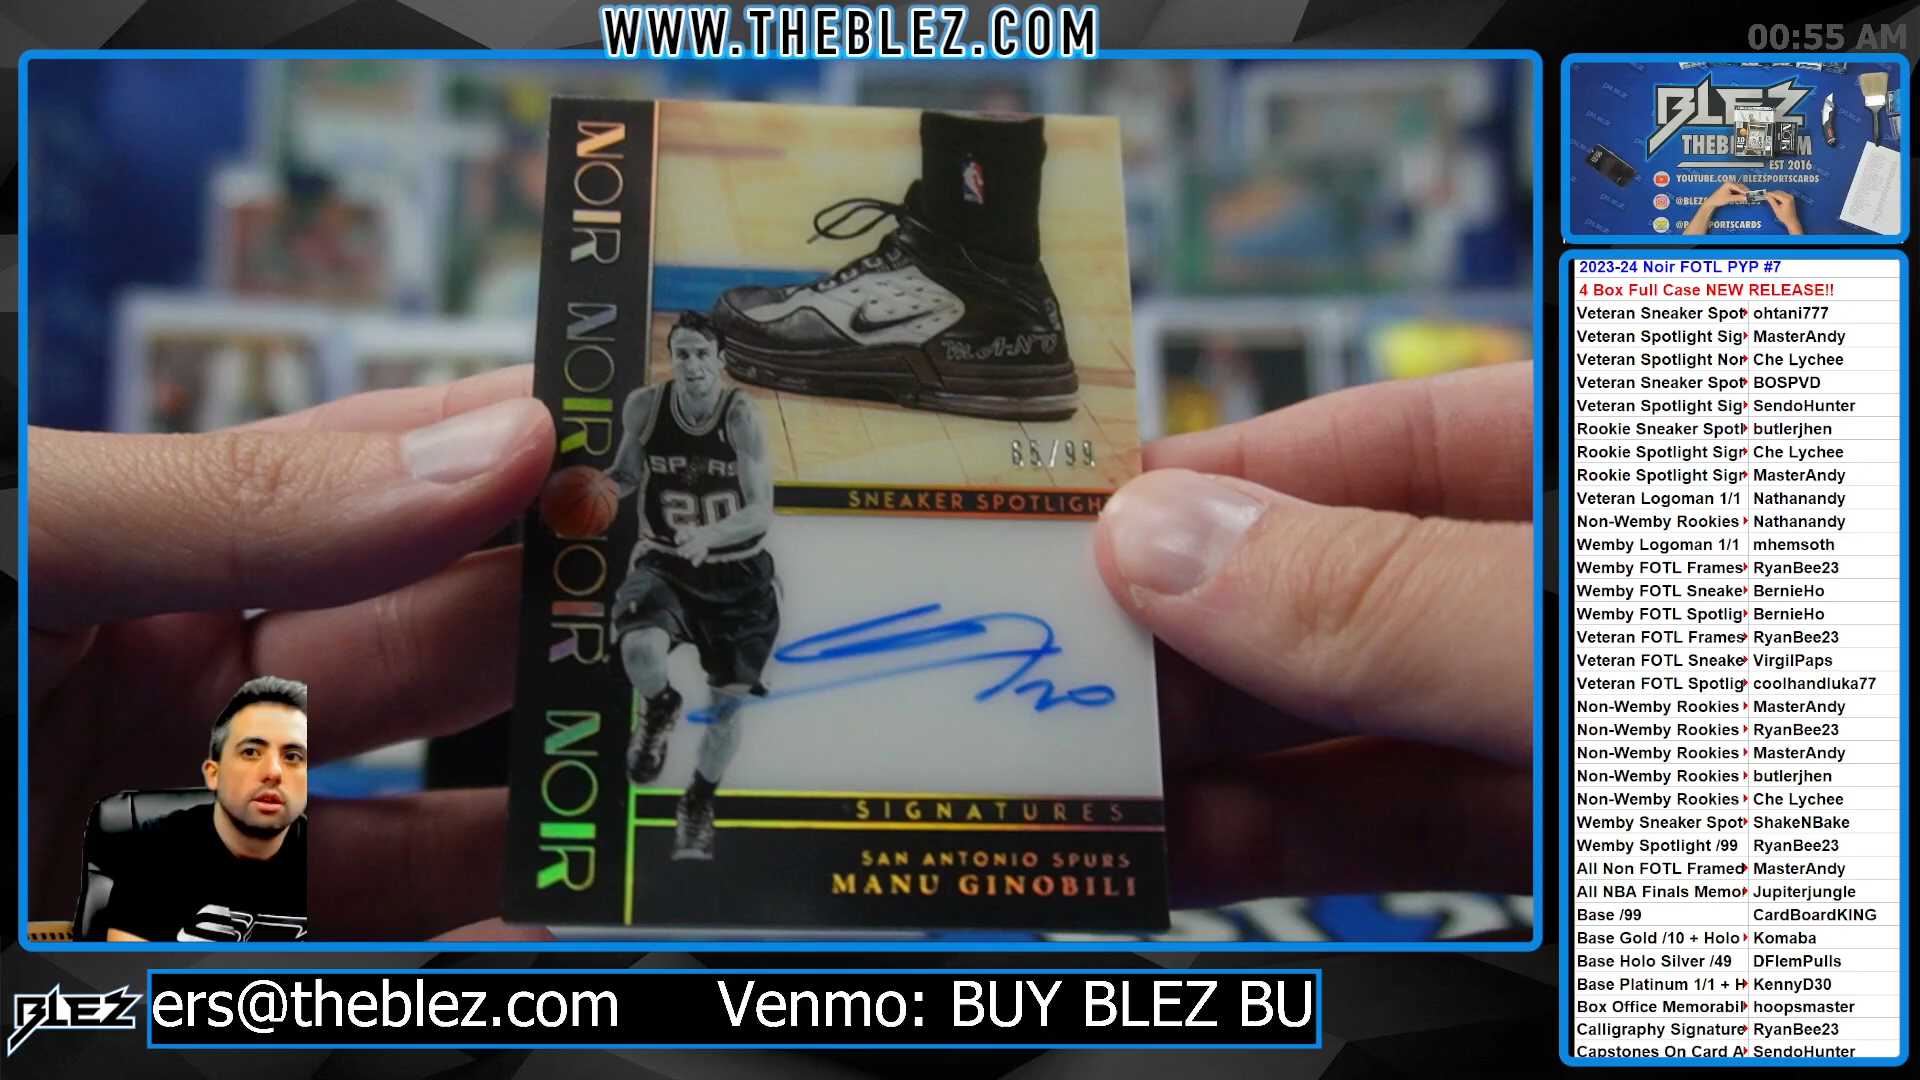 WWW.THEBLEZ.COM
00:55 AM
NOIR NOIR NOIR NOIR NOIR
MANU
65/99
SPURS
20
SNEAKER SPOTLIGH
SIGNATURES
SAN ANTONIO SPURS
MANU GINOBILI
BLEZ
EST 2016
YOUTUBE.COM/BLEZSPORTSCARDS
2023-24 Noir FOTL PYP #7
4 Box Full Case NEW RELEASE!!
Veteran Sneaker Spot ohtani777
Veteran Spotlight Sig MasterAndy
Veteran Spotlight Nor Che Lychee
Veteran Sneaker Spot BOSPVD
Veteran Spotlight Sig SendoHunter
Rookie Sneaker Spotl butlerjhen
Rookie Spotlight Sigr Che Lychee
Rookie Spotlight Sigr MasterAndy
Veteran Logoman 1/1 Nathanandy
Non-Wemby Rookies Nathanandy
Wemby Logoman 1/1 mhemsoth
Wemby FOTL Frames RyanBee23
Wemby FOTL Sneake BernieHo
Wemby FOTL Spotlig BernieHo
Veteran FOTL Frames RyanBee23
Veteran FOTL Sneake VirgilPaps
Veteran FOTL Spotlig coolhandluka77
Non-Wemby Rookies MasterAndy
Non-Wemby Rookies RyanBee23
Non-Wemby Rookies MasterAndy
Non-Wemby Rookies butlerjhen
Non-Wemby Rookies Che Lychee
Wemby Sneaker Spot ShakeNBake
Wemby Spotlight /99 RyanBee23
All Non FOTL Framed MasterAndy
All NBA Finals Memo Jupiterjungle
Base /99 CardBoardKING
Base Gold /10 + Holo Komaba
Base Holo Silver /49 DFlemPulls
Base Platinum 1/1 + H KennyD30
Box Office Memorabil hoopsmaster
Calligraphy Signature RyanBee23
Capstones On Card A SendoHunter
BLEZ
ers@theblez.com Venmo: BUY BLEZ BU